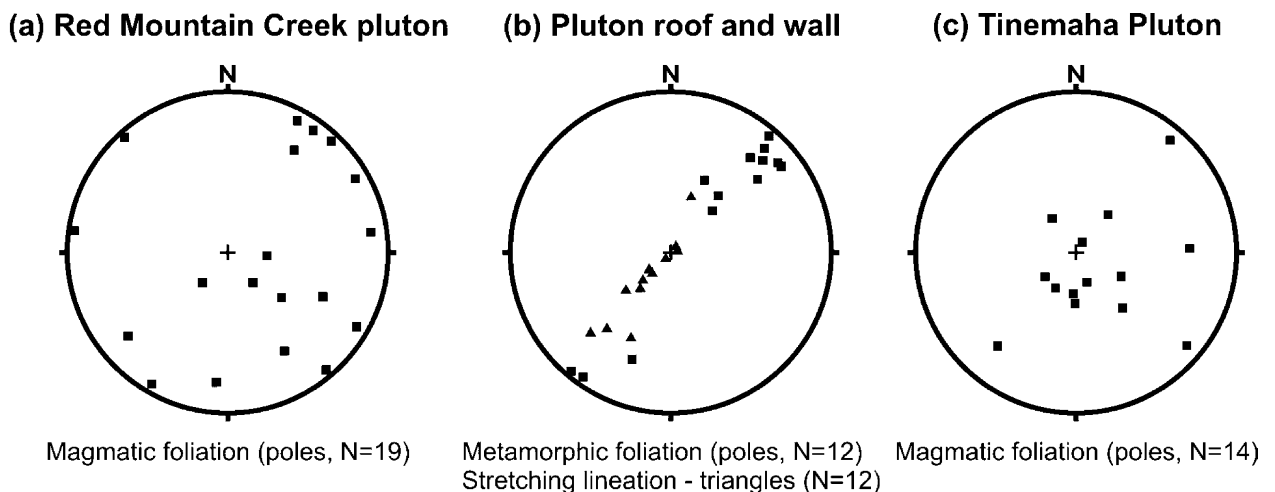 (a) Red Mountain Creek pluton
(b) Pluton roof and wall
(c) Tinemaha Pluton
N
N
N
Magmatic foliation (poles, N=19)
Metamorphic foliation (poles, N=12)
Stretching lineation - triangles (N=12)
Magmatic foliation (poles, N=14)